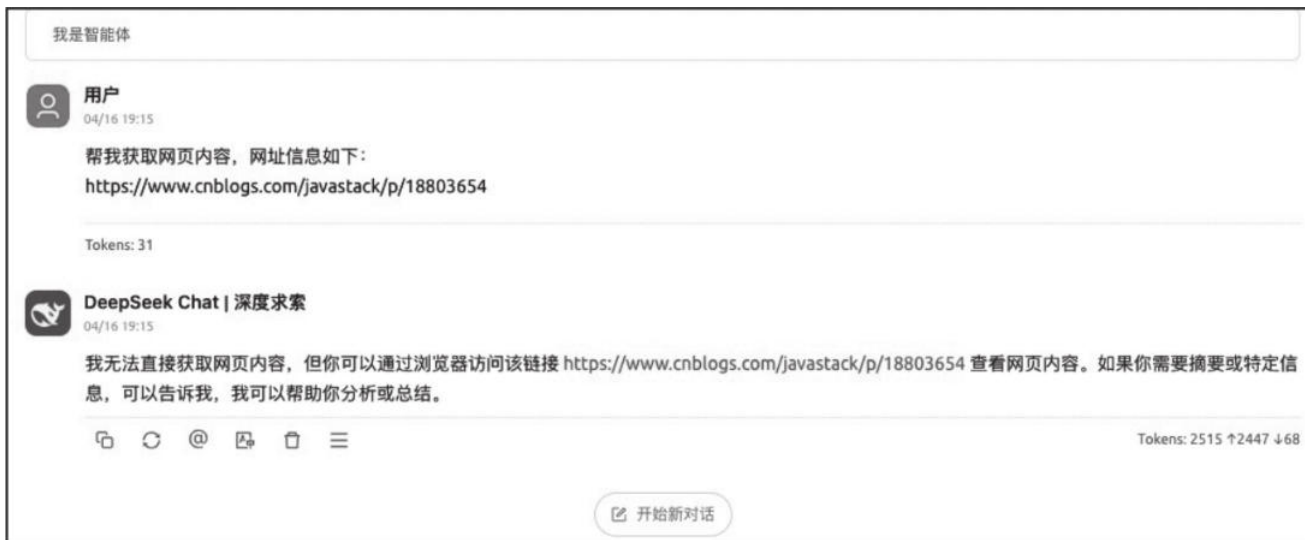 我是智能体
用户
04/16 19:15
帮我获取网页内容，网址信息如下：
https://www.cnblogs.com/javastack/p/18803654
Tokens: 31
DeepSeek Chat | 深度求索
04/16 19:15
我无法直接获取网页内容，但你可以通过浏览器访问该链接 https://www.cnblogs.com/javastack/p/18803654 查看网页内容。如果你需要摘要或特定信
息，可以告诉我，我可以帮助你分析或总结。
Tokens: 2515 ↑2447 ↓68
开始新对话